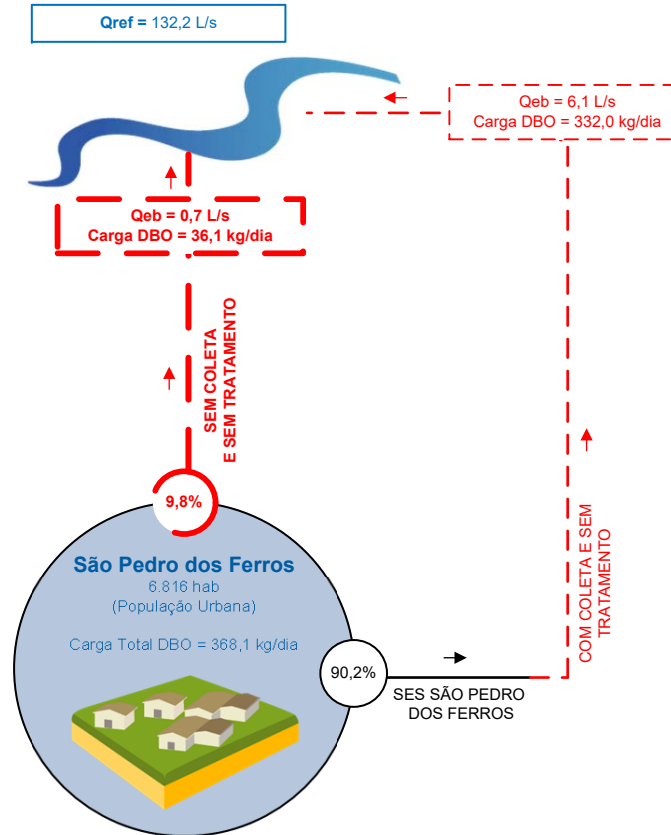 Qref = 132,2 L/s
Qeb = 6,1 L/s
Carga DBO = 332,0 kg/dia
Qeb = 0,7 L/s
Carga DBO = 36,1 kg/dia
SEM COLETA
E SEM TRATAMENTO
COM COLETA E SEM
TRATAMENTO
9,8%
São Pedro dos Ferros
6.816 hab
(População Urbana)
Carga Total DBO = 368,1 kg/dia
90,2%
SES SÃO PEDRO
DOS FERROS